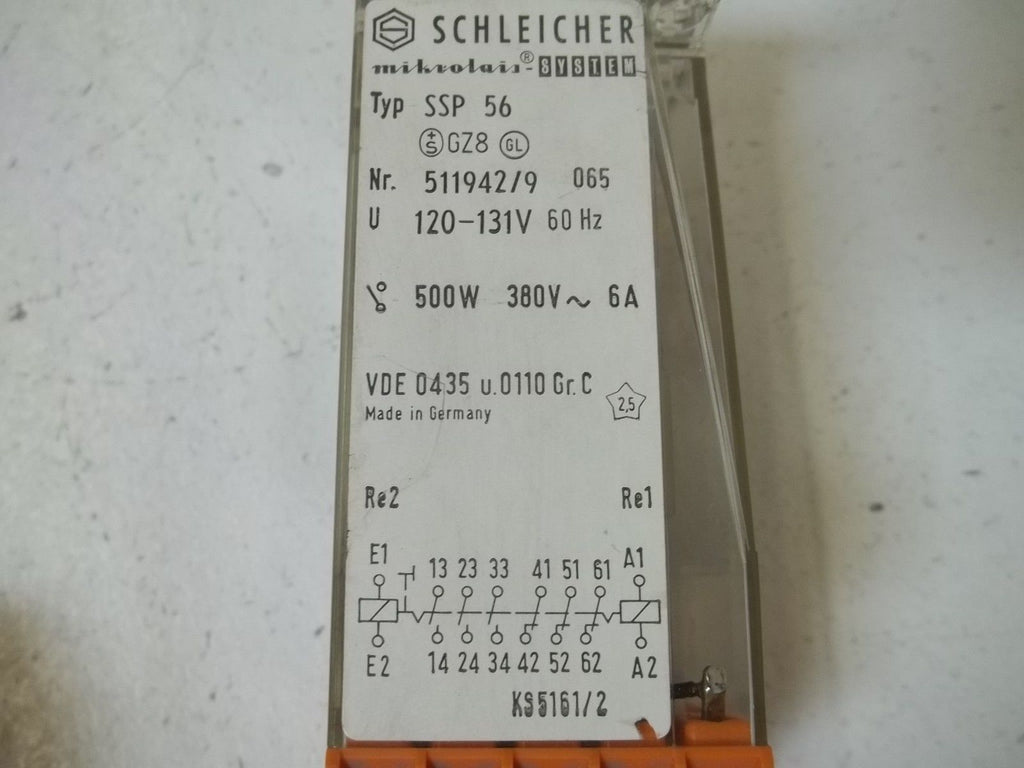 SCHLEICHER
mikrolais®-SYSTEM
Typ SSP 56
GZ8 GL
Nr. 511942/9 065
U 120-131V 60 Hz
500W 380V~ 6A
VDE 0435 u.0110 Gr.C
Made in Germany
2,5
Re2 Re1
E1 13 23 33 41 51 61 A1
E2 14 24 34 42 52 62 A2
KS5161/2